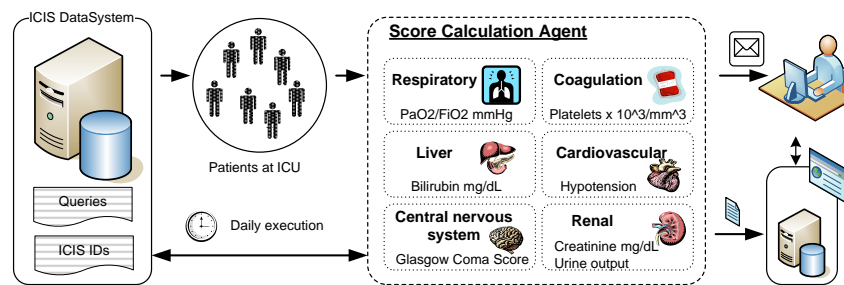 ICIS DataSystem
Queries
ICIS IDs
Patients at ICU
Daily execution
Score Calculation Agent
Respiratory
PaO2/FiO2 mmHg
Coagulation
Platelets x 10^3/mm^3
Liver
Bilirubin mg/dL
Cardiovascular
Hypotension
Central nervous
system
Glasgow Coma Score
Renal
Creatinine mg/dL
Urine output